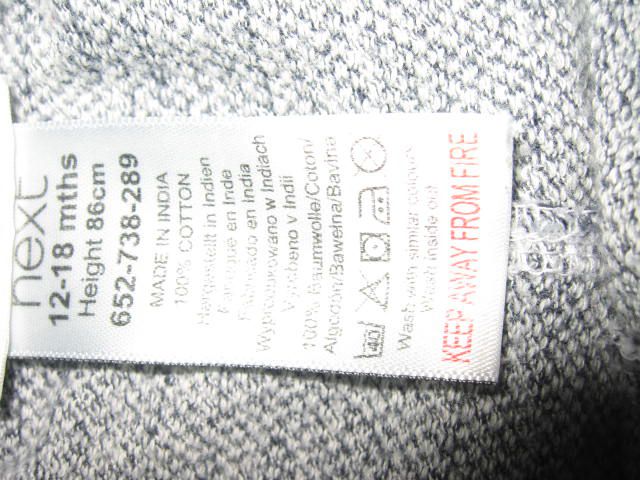 next
12-18 mths
Height 86cm
652-738-289
MADE IN INDIA
100% COTTON
Hergestellt in Indien
Fabriqué en Inde
Fabricado en India
Wyprodukowano w Indiach
Vyrobeno v Indii
100% Baumwolle/Coton/
Algodon/Bawełna/Bavlna
40
Wash with similar colours
Wash inside out
KEEP AWAY FROM FIRE